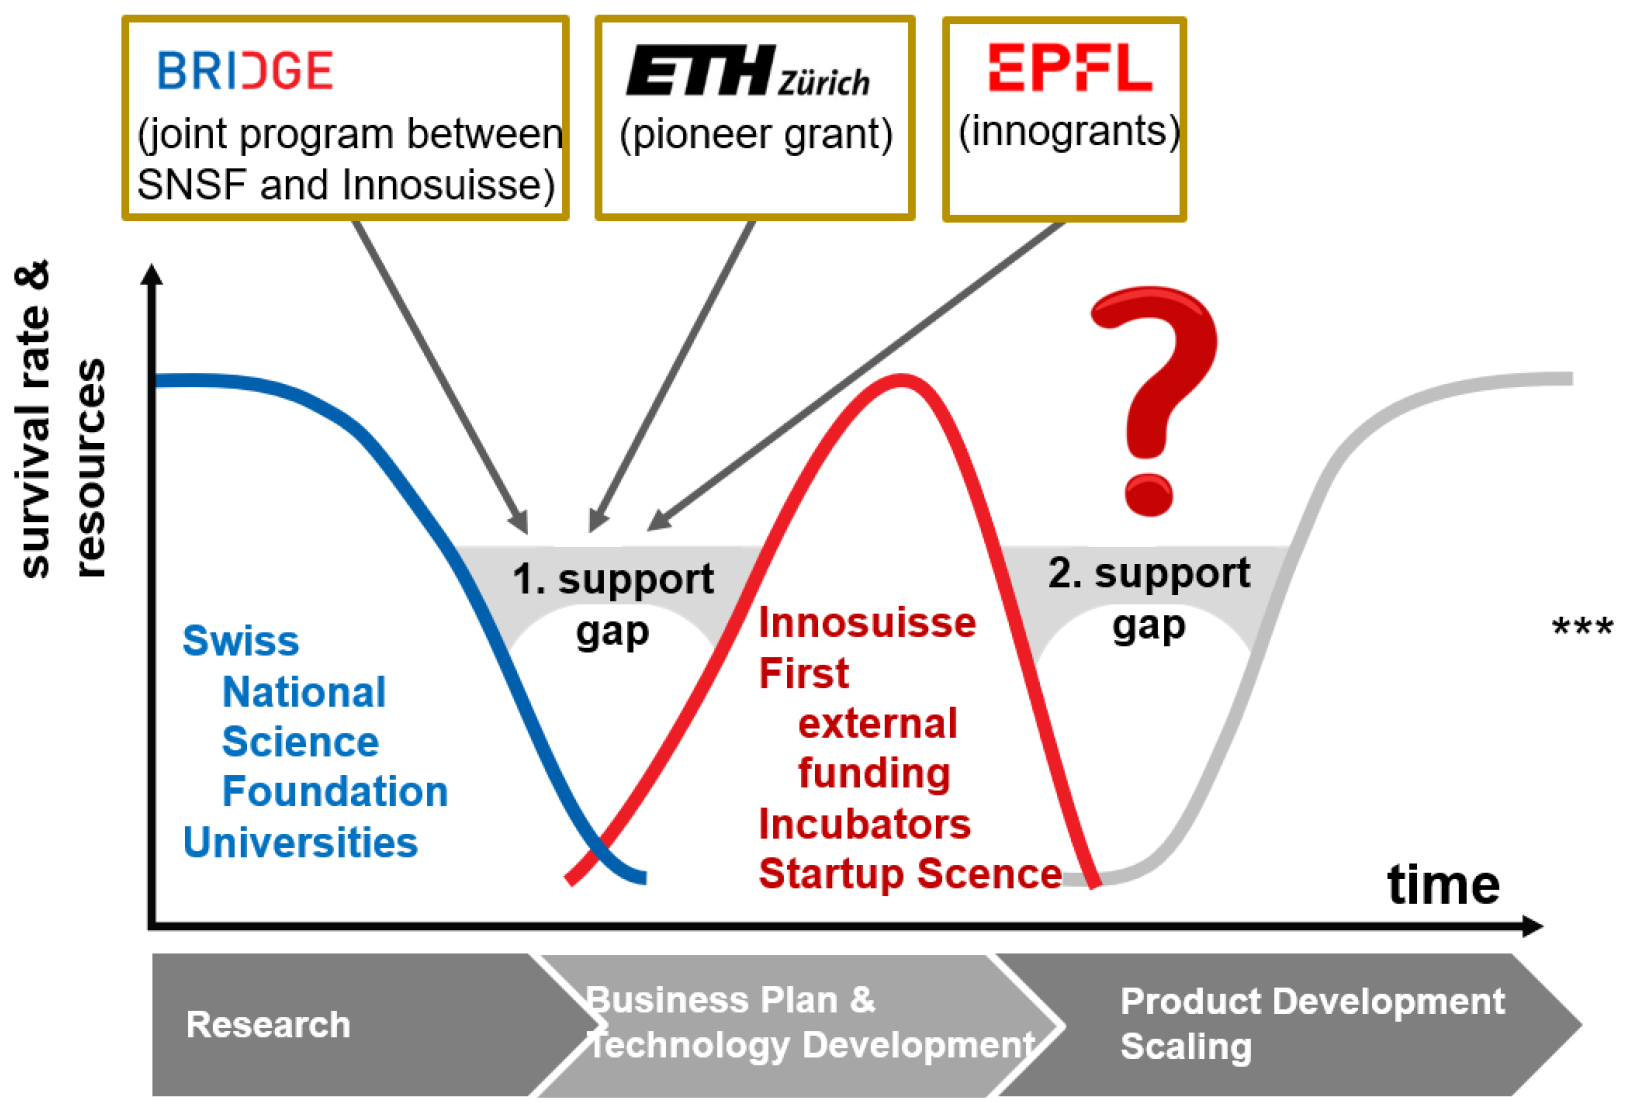 BRIDGE
(joint program between
SNSF and Innosuisse)
ETH Zürich
(pioneer grant)
EPFL
(innogrants)
survival rate &
resources
1. support
gap
2. support
gap
Swiss
National
Science
Foundation
Universities
Innosuisse
First
external
funding
Incubators
Startup Scence
***
time
Research
Business Plan &
Technology Development
Product Development
Scaling